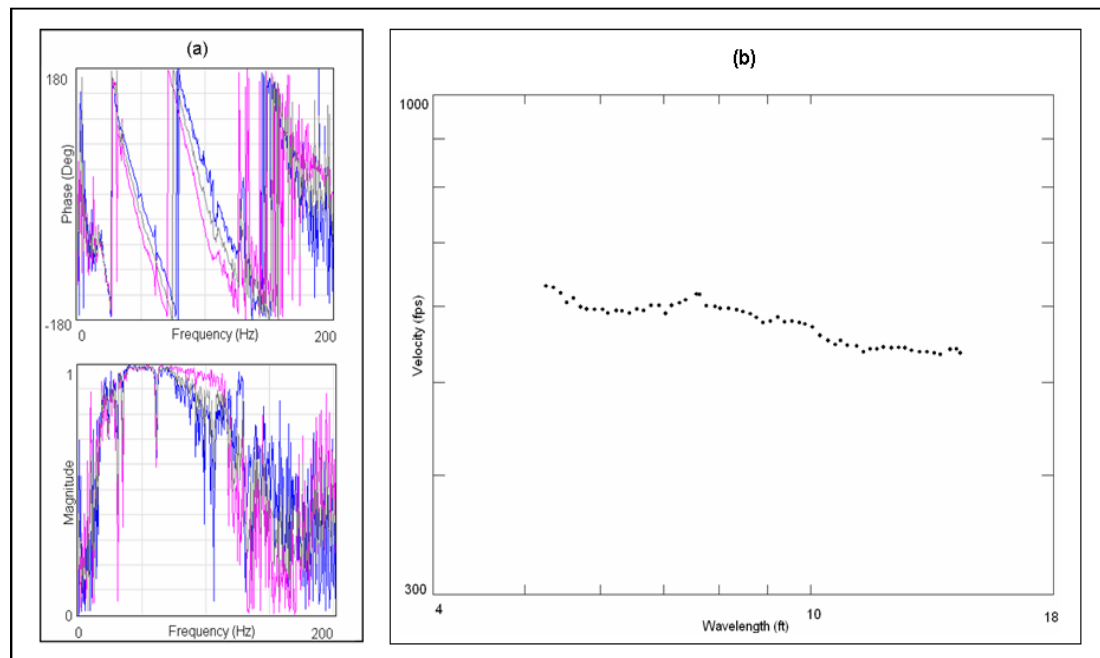 (a)
180
Phase (Deg)
-180
0
Frequency (Hz)
200
1
Magnitude
0
0
Frequency (Hz)
200
(b)
1000
Velocity (fps)
300
4
10
18
Wavelength (ft)